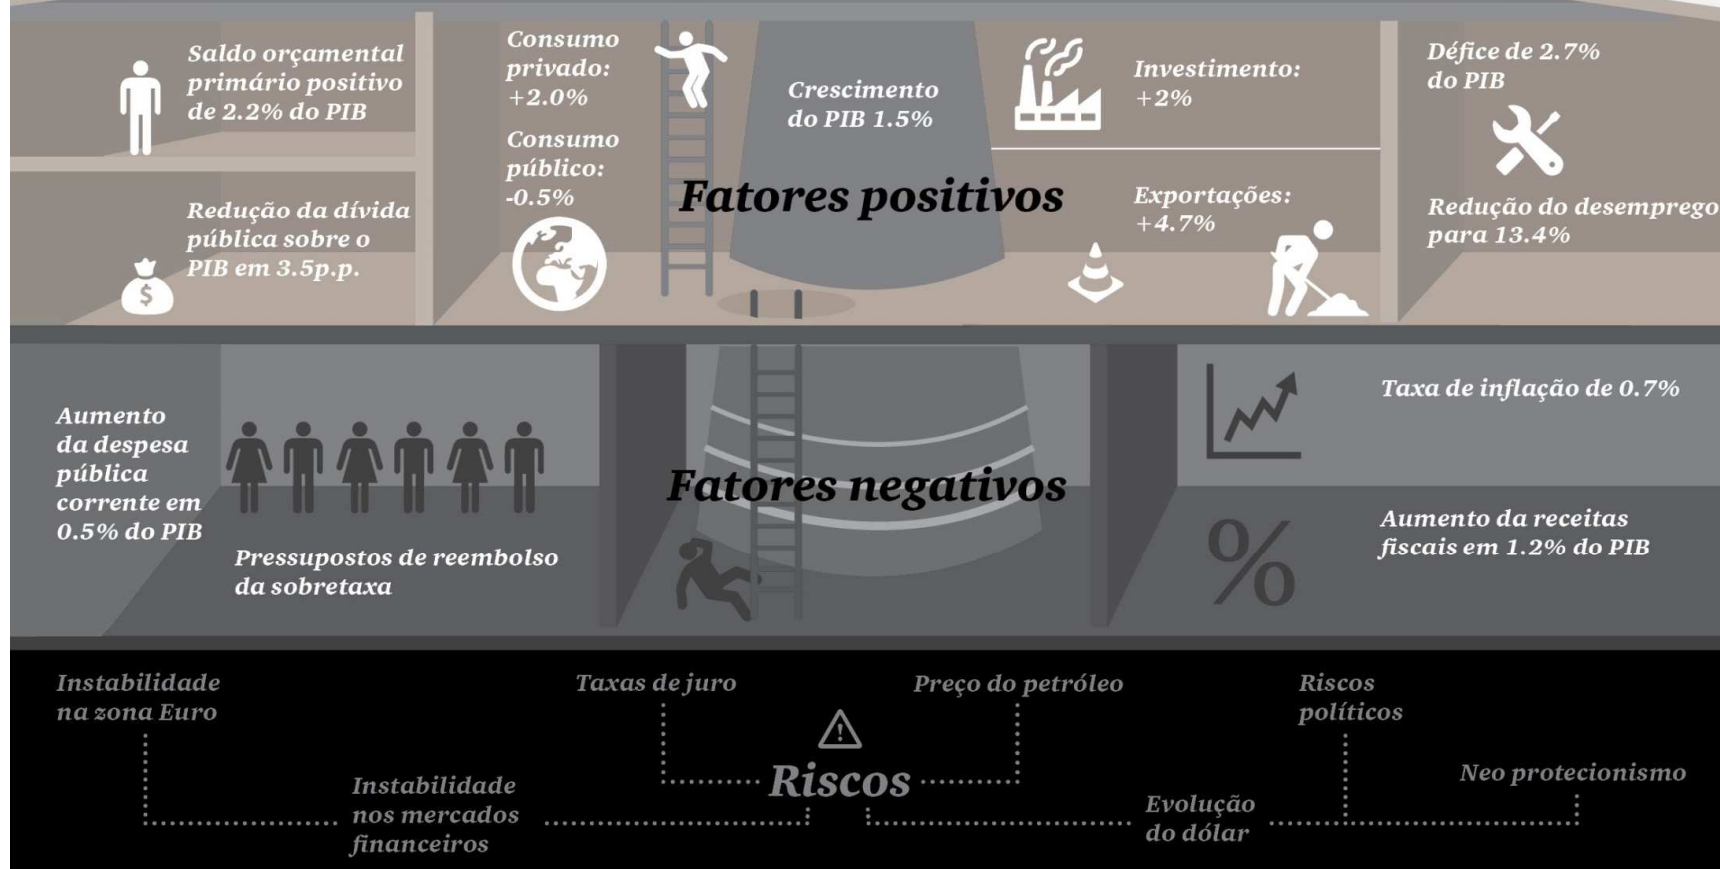 Saldo orçamental
primário positivo
de 2.2% do PIB
Redução da dívida
pública sobre o
PIB em 3.5p.p.
$
Consumo
privado:
+2.0%
Consumo
público:
-0.5%
Crescimento
do PIB 1.5%
Fatores positivos
Investimento:
+2%
Exportações:
+4.7%
Défice de 2.7%
do PIB
Redução do desemprego
para 13.4%
Aumento
da despesa
pública
corrente em
0.5% do PIB
Pressupostos de reembolso
da sobretaxa
Fatores negativos
Taxa de inflação de 0.7%
%
Aumento da receitas
fiscais em 1.2% do PIB
Instabilidade
na zona Euro
Instabilidade
nos mercados
financeiros
Taxas de juro
!
Riscos
Preço do petróleo
Evolução
do dólar
Riscos
políticos
Neo protecionismo